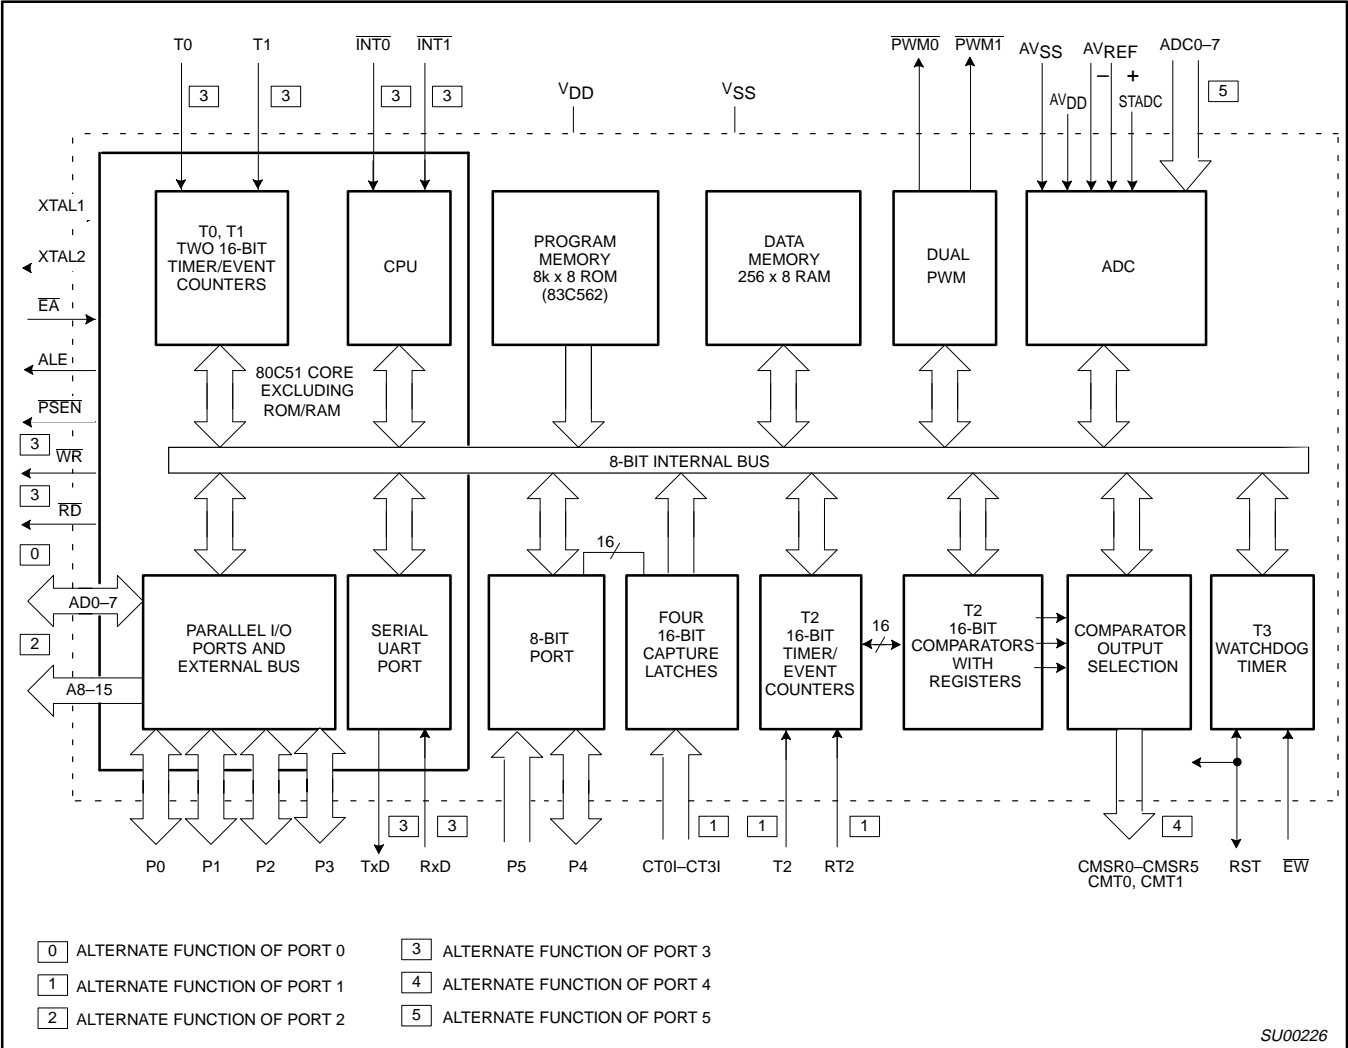 T0
T1
INT0
INT1
VDD
VSS
PWM0
PWM1
AVSS
AVREF
– +
ADC0–7
AVDD
STADC
3
3
3
3
5
XTAL1
XTAL2
EA
ALE
PSEN
3
WR
3
RD
0
AD0–7
2
A8–15
T0, T1
TWO 16-BIT
TIMER/EVENT
COUNTERS
CPU
PROGRAM
MEMORY
8k x 8 ROM
(83C562)
DATA
MEMORY
256 x 8 RAM
DUAL
PWM
ADC
80C51 CORE
EXCLUDING
ROM/RAM
8-BIT INTERNAL BUS
16
PARALLEL I/O
PORTS AND
EXTERNAL BUS
SERIAL
UART
PORT
8-BIT
PORT
FOUR
16-BIT
CAPTURE
LATCHES
T2
16-BIT
TIMER/
EVENT
COUNTERS
16
T2
16-BIT
COMPARATORS
WITH
REGISTERS
COMPARATOR
OUTPUT
SELECTION
T3
WATCHDOG
TIMER
3
3
1
1
1
4
P0
P1
P2
P3
TxD
RxD
P5
P4
CT0I–CT3I
T2
RT2
CMSR0–CMSR5
CMT0, CMT1
RST
EW
0 ALTERNATE FUNCTION OF PORT 0
1 ALTERNATE FUNCTION OF PORT 1
2 ALTERNATE FUNCTION OF PORT 2
3 ALTERNATE FUNCTION OF PORT 3
4 ALTERNATE FUNCTION OF PORT 4
5 ALTERNATE FUNCTION OF PORT 5
SU00226